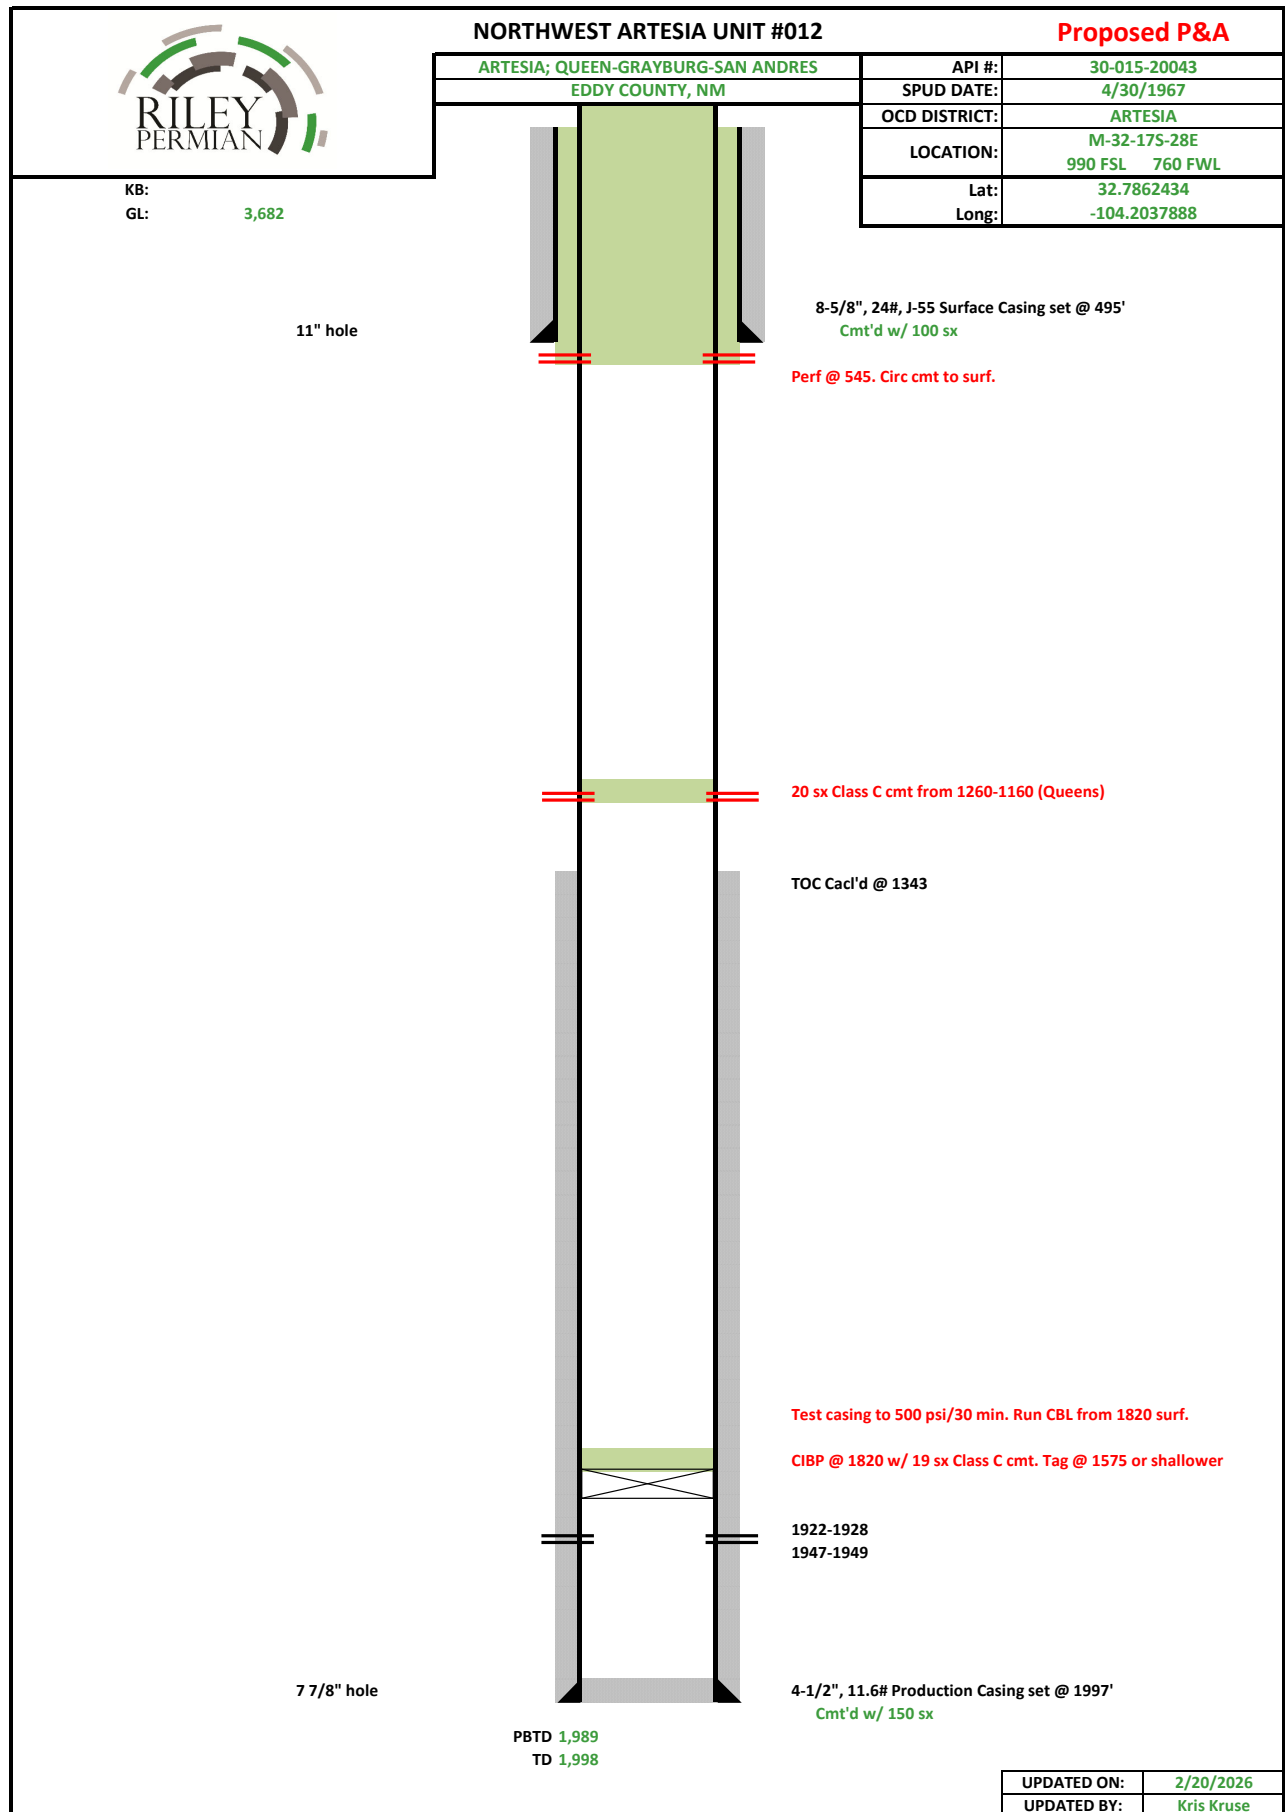 NORTHWEST ARTESIA UNIT #012
Proposed P&A
RILEY
PERMIAN
ARTESIA; QUEEN-GRAYBURG-SAN ANDRES
EDDY COUNTY, NM
API #: 30-015-20043
SPUD DATE: 4/30/1967
OCD DISTRICT: ARTESIA
LOCATION: M-32-17S-28E
990 FSL 760 FWL
Lat: 32.7862434
Long: -104.2037888
KB:
GL: 3,682
8-5/8", 24#, J-55 Surface Casing set @ 495'
11" hole
Cmt'd w/ 100 sx
Perf @ 545. Circ cmt to surf.
20 sx Class C cmt from 1260-1160 (Queens)
TOC Cacl'd @ 1343
Test casing to 500 psi/30 min. Run CBL from 1820 surf.
CIBP @ 1820 w/ 19 sx Class C cmt. Tag @ 1575 or shallower
1922-1928
1947-1949
7 7/8" hole
4-1/2", 11.6# Production Casing set @ 1997'
Cmt'd w/ 150 sx
PBTD 1,989
TD 1,998
UPDATED ON: 2/20/2026
UPDATED BY: Kris Kruse